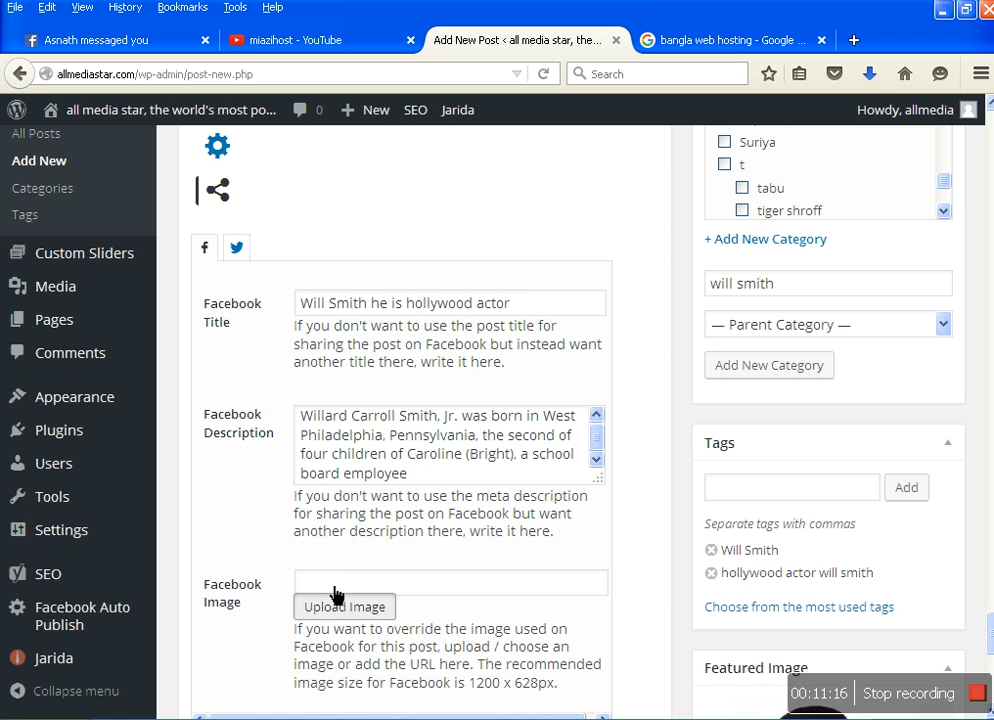 File Edit View History Bookmarks Tools Help
Asnath messaged you
miazihost - YouTube
Add New Post ‹ all media star, the...
bangla web hosting - Google ...
allmediastar.com/wp-admin/post-new.php
Search
all media star, the world's most po...
0
New
SEO
Jarida
Howdy, allmedia
All Posts
Add New
Categories
Tags
Custom Sliders
Media
Pages
Comments
Appearance
Plugins
Users
Tools
Settings
SEO
Facebook Auto
Publish
Jarida
Collapse menu
Facebook
Title
Will Smith he is hollywood actor
If you don't want to use the post title for
sharing the post on Facebook but instead want
another title there, write it here.
Facebook
Description
Willard Carroll Smith, Jr. was born in West
Philadelphia, Pennsylvania, the second of
four children of Caroline (Bright), a school
board employee
If you don't want to use the meta description
for sharing the post on Facebook but want
another description there, write it here.
Facebook
Image
Upload Image
If you want to override the image used on
Facebook for this post, upload / choose an
image or add the URL here. The recommended
image size for Facebook is 1200 x 628px.
Suriya
t
tabu
tiger shroff
+ Add New Category
will smith
— Parent Category —
Add New Category
Tags
Add
Separate tags with commas
Will Smith
hollywood actor will smith
Choose from the most used tags
Featured Image
00:11:16
Stop recording